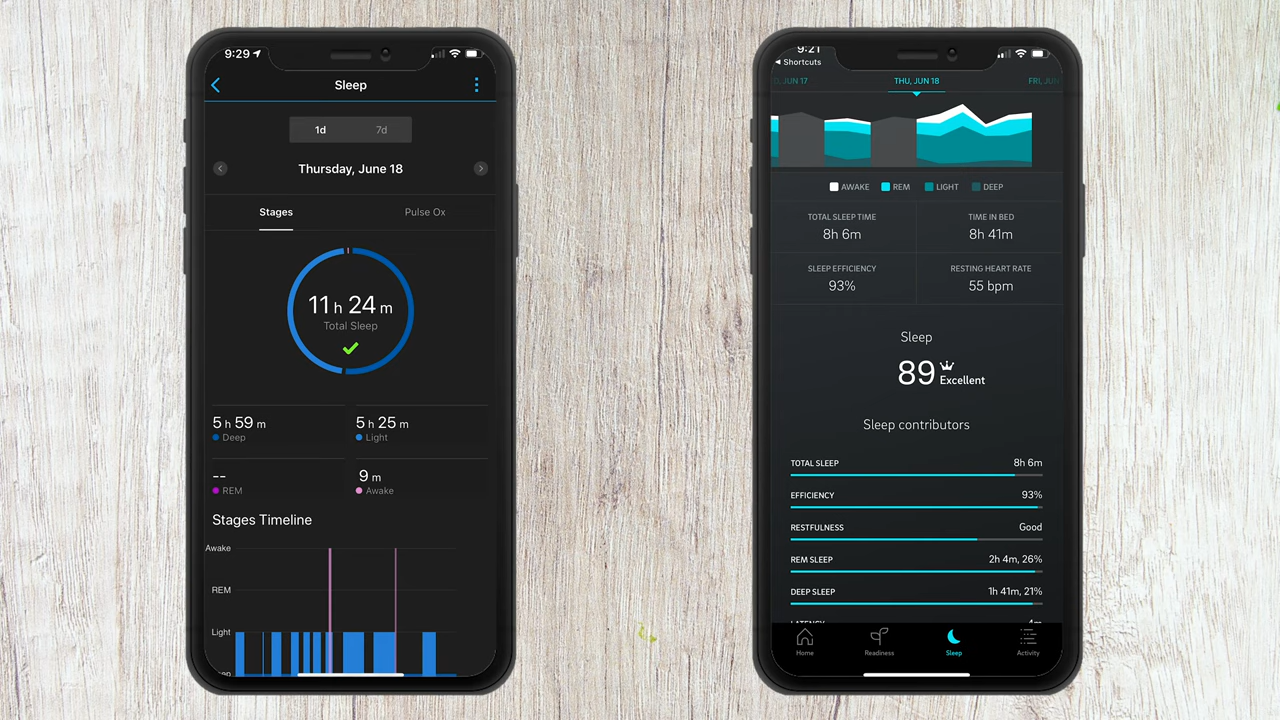 9:29
Sleep
1d 7d
Thursday, June 18
Stages Pulse Ox
11 h 24 m
Total Sleep
5 h 59 m 5 h 25 m
Deep Light
-- 9 m
REM Awake
Stages Timeline
Awake
REM
Light
9:21
Shortcuts
JUN 17 THU, JUN 18 FRI,
AWAKE REM LIGHT DEEP
TOTAL SLEEP TIME TIME IN BED
8h 6m 8h 41m
SLEEP EFFICIENCY RESTING HEART RATE
93% 55 bpm
Sleep
89 Excellent
Sleep contributors
TOTAL SLEEP 8h 6m
EFFICIENCY 93%
RESTFULNESS Good
REM SLEEP 2h 4m, 26%
DEEP SLEEP 1h 41m, 21%
Home Readiness Sleep Activity